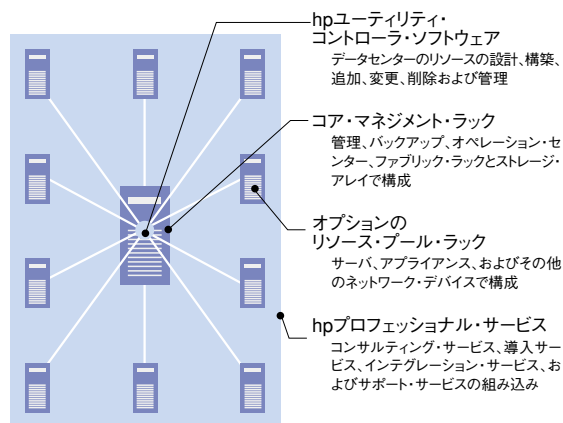 hpユーティリティ・
コントローラ・ソフトウェア
データセンターのリソースの設計、構築、
追加、変更、削除および管理
コア・マネジメント・ラック
管理、バックアップ、オペレーション・セ
ンター、ファブリック・ラックとストレージ・
アレイで構成
オプションの
リソース・プール・ラック
サーバ、アプライアンス、およびその他
のネットワーク・デバイスで構成
hpプロフェッショナル・サービス
コンサルティング・サービス、導入サー
ビス、インテグレーション・サービス、お
よびサポート・サービスの組み込み